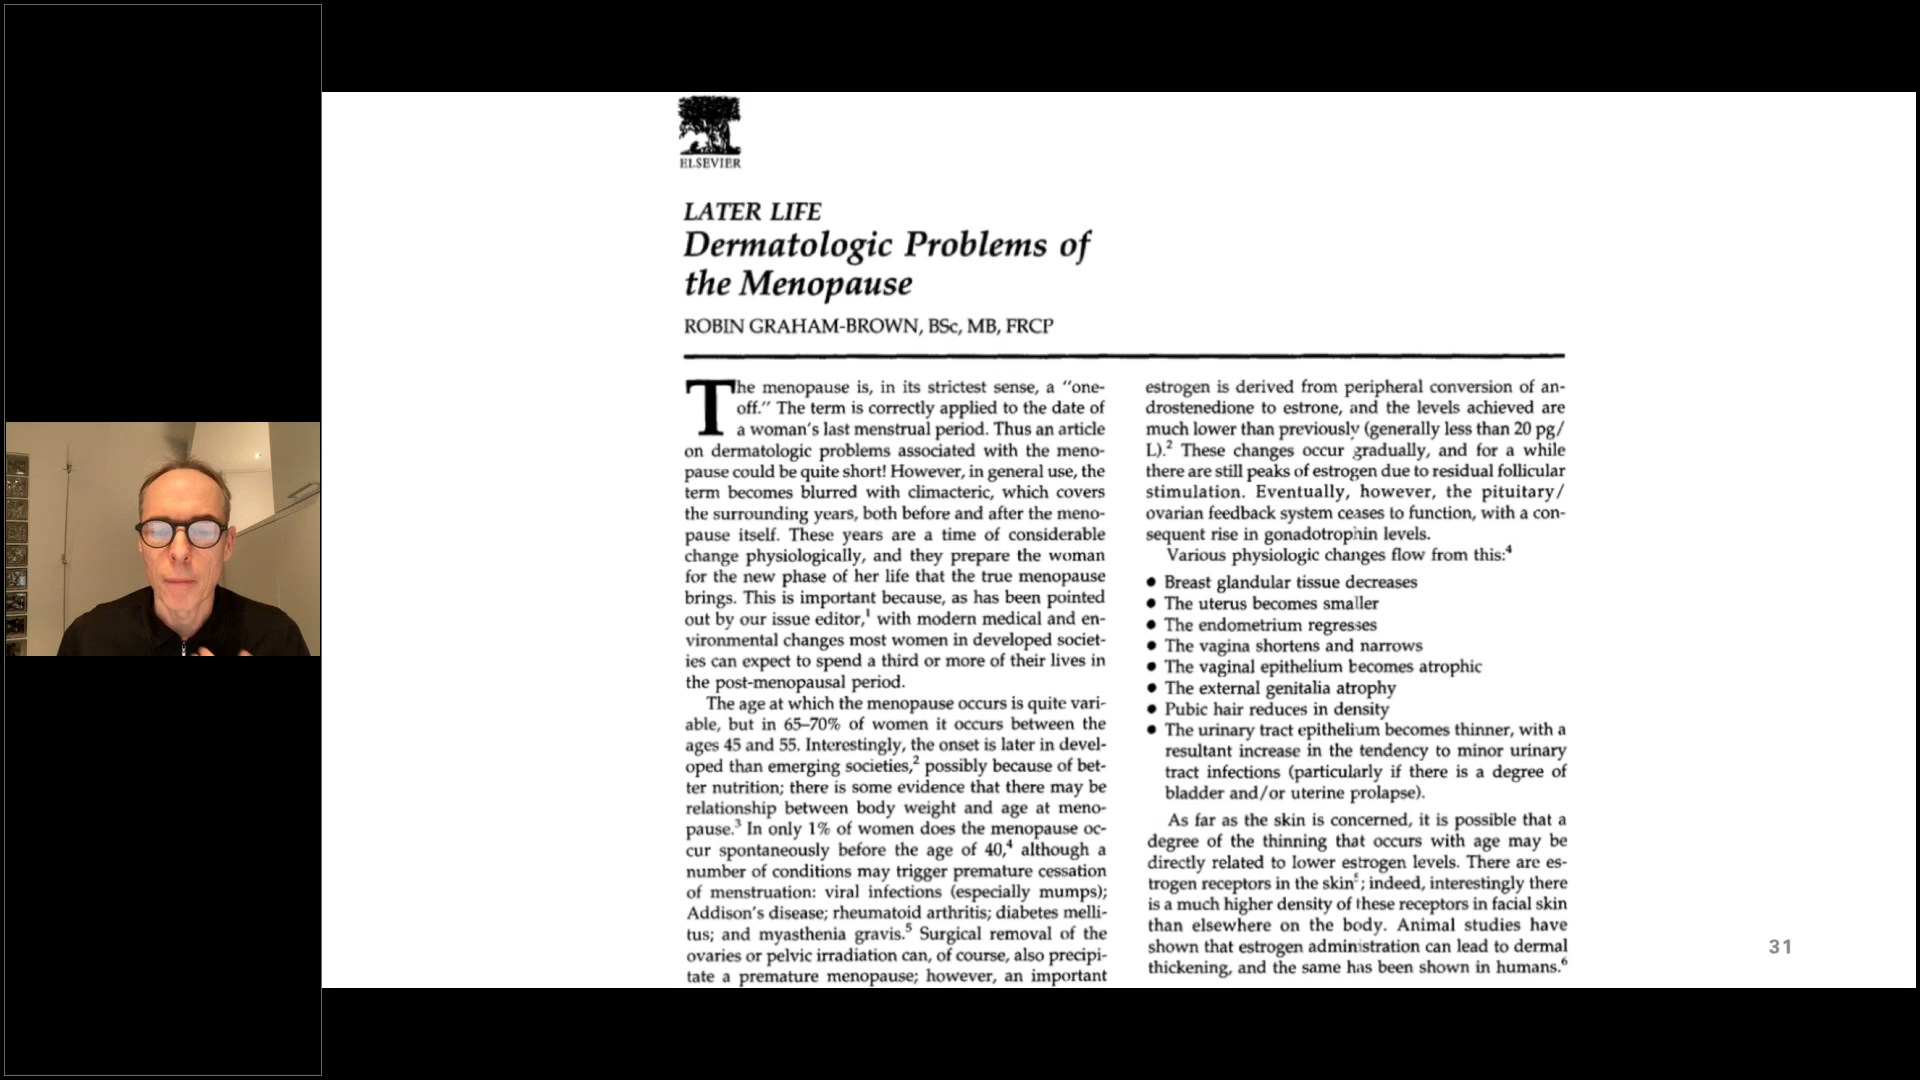 ELSEVIER
LATER LIFE
Dermatologic Problems of
the Menopause
ROBIN GRAHAM-BROWN, BSc, MB, FRCP
The menopause is, in its strictest sense, a "one-
off." The term is correctly applied to the date of
a woman's last menstrual period. Thus an article
on dermatologic problems associated with the meno-
pause could be quite short! However, in general use, the
term becomes blurred with climacteric, which covers
the surrounding years, both before and after the meno-
pause itself. These years are a time of considerable
change physiologically, and they prepare the woman
for the new phase of her life that the true menopause
brings. This is important because, as has been pointed
out by our issue editor,1 with modern medical and en-
vironmental changes most women in developed societ-
ies can expect to spend a third or more of their lives in
the post-menopausal period.
The age at which the menopause occurs is quite vari-
able, but in 65–70% of women it occurs between the
ages 45 and 55. Interestingly, the onset is later in devel-
oped than emerging societies,2 possibly because of bet-
ter nutrition; there is some evidence that there may be
relationship between body weight and age at meno-
pause.3 In only 1% of women does the menopause oc-
cur spontaneously before the age of 40,4 although a
number of conditions may trigger premature cessation
of menstruation: viral infections (especially mumps);
Addison's disease; rheumatoid arthritis; diabetes melli-
tus; and myasthenia gravis.5 Surgical removal of the
ovaries or pelvic irradiation can, of course, also precipi-
tate a premature menopause; however, an important
estrogen is derived from peripheral conversion of an-
drostenedione to estrone, and the levels achieved are
much lower than previously (generally less than 20 pg/
L).2 These changes occur gradually, and for a while
there are still peaks of estrogen due to residual follicular
stimulation. Eventually, however, the pituitary/
ovarian feedback system ceases to function, with a con-
sequent rise in gonadotrophin levels.
Various physiologic changes flow from this:4
● Breast glandular tissue decreases
● The uterus becomes smaller
● The endometrium regresses
● The vagina shortens and narrows
● The vaginal epithelium becomes atrophic
● The external genitalia atrophy
● Pubic hair reduces in density
● The urinary tract epithelium becomes thinner, with a
resultant increase in the tendency to minor urinary
tract infections (particularly if there is a degree of
bladder and/or uterine prolapse).
As far as the skin is concerned, it is possible that a
degree of the thinning that occurs with age may be
directly related to lower estrogen levels. There are es-
trogen receptors in the skin; indeed, interestingly there
is a much higher density of these receptors in facial skin
than elsewhere on the body. Animal studies have
shown that estrogen administration can lead to dermal
thickening, and the same has been shown in humans.6
31